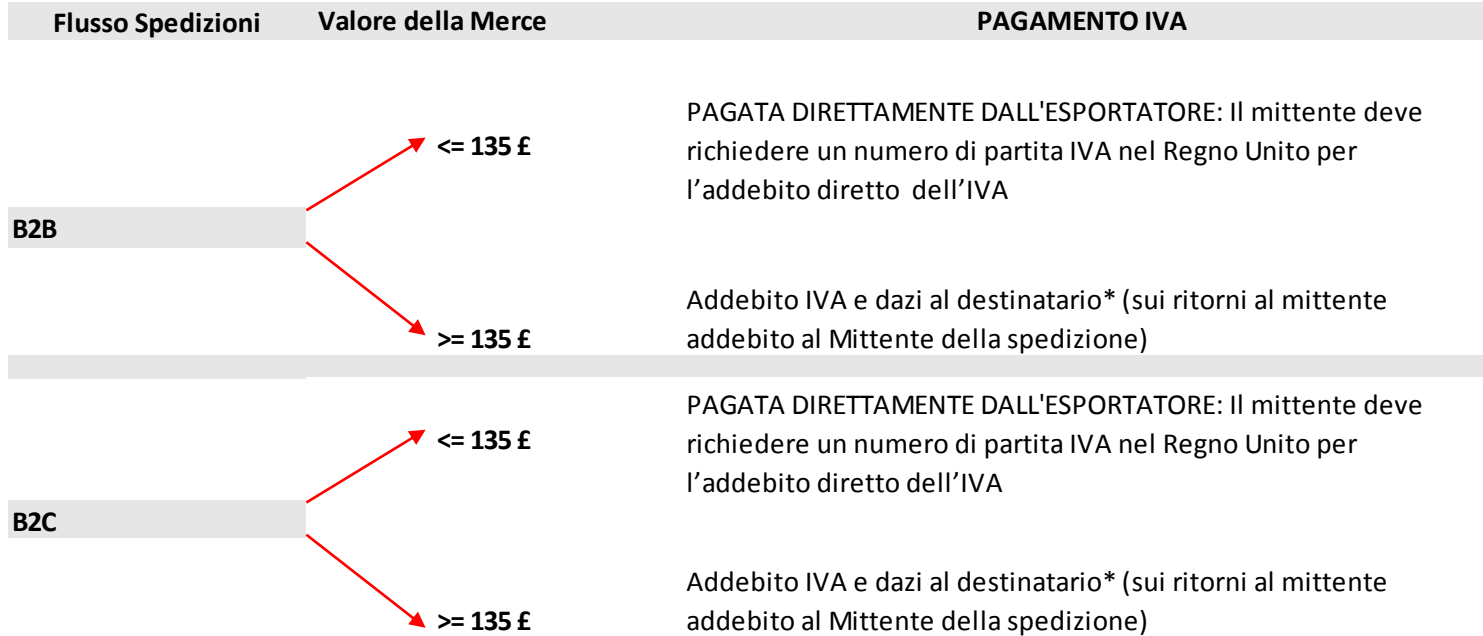 Flusso Spedizioni Valore della Merce PAGAMENTO IVA
PAGATA DIRETTAMENTE DALL'ESPORTATORE: Il mittente deve
<= 135 £ richiedere un numero di partita IVA nel Regno Unito per
l’addebito diretto dell’IVA
B2B
Addebito IVA e dazi al destinatario* (sui ritorni al mittente
>= 135 £ addebito al Mittente della spedizione)
PAGATA DIRETTAMENTE DALL'ESPORTATORE: Il mittente deve
<= 135 £ richiedere un numero di partita IVA nel Regno Unito per
l’addebito diretto dell’IVA
B2C
Addebito IVA e dazi al destinatario* (sui ritorni al mittente
>= 135 £ addebito al Mittente della spedizione)